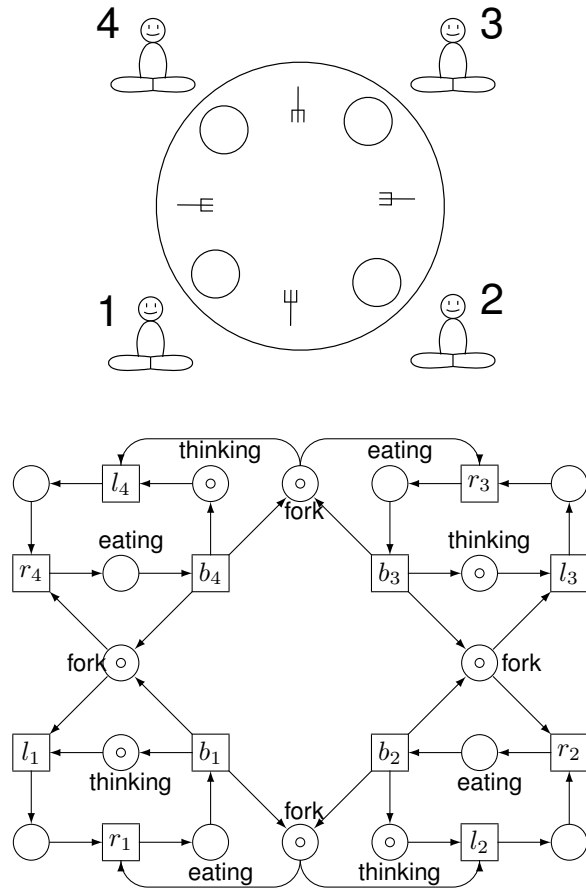 4 3
1 2
thinking eating
l4 r3
fork
eating thinking
r4 b4 b3 l3
fork fork
l1 b1 b2 r2
thinking fork eating
r1 l2
eating thinking